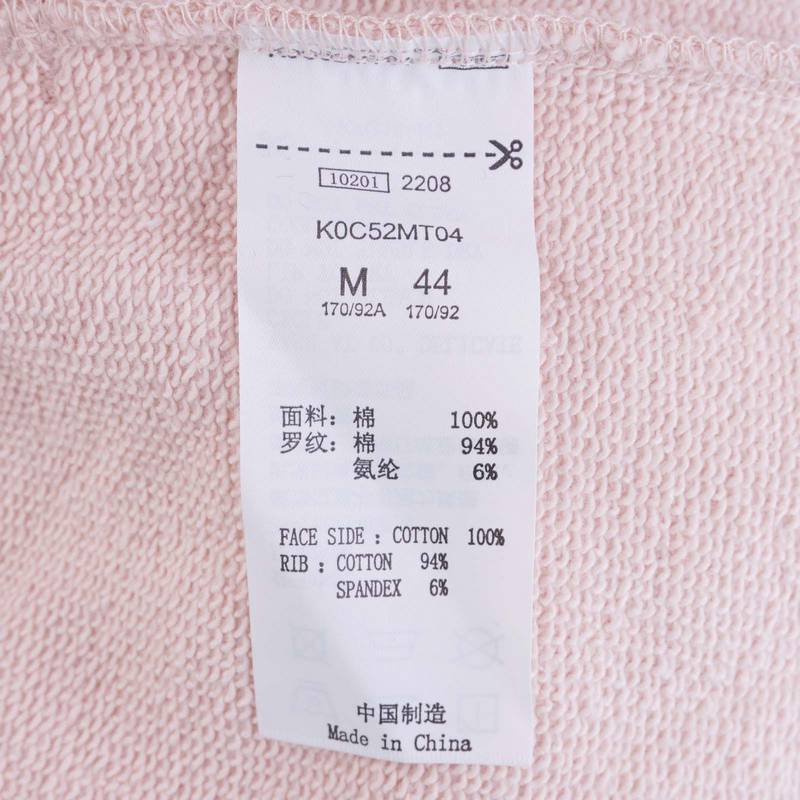 10201 2208
K0C52MT04
M 44
170/92A 170/92
面料：棉 100%
罗纹：棉 94%
氨纶 6%
FACE SIDE : COTTON 100%
RIB : COTTON 94%
SPANDEX 6%
中国制造
Made in China